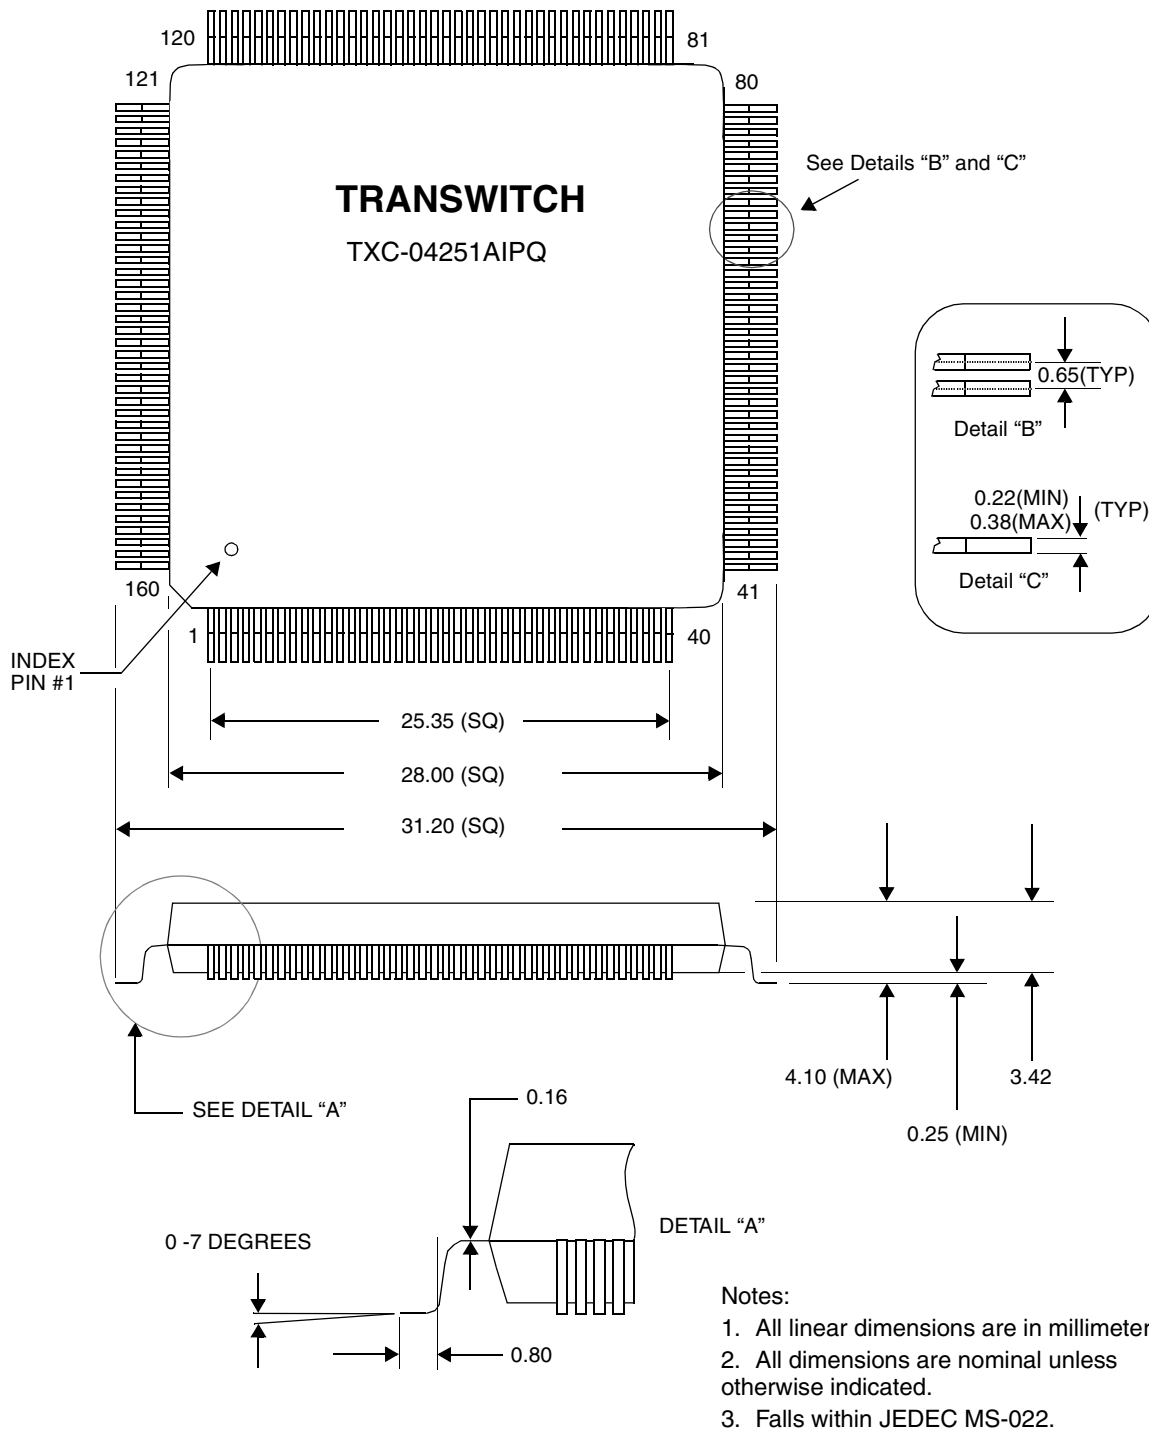 120
81
121
80
See Details “B” and “C”
TRANSWITCH
TXC-04251AIPQ
0.65(TYP)
Detail “B”
0.22(MIN)
0.38(MAX)
(TYP)
Detail “C”
160
41
1
40
INDEX
PIN #1
25.35 (SQ)
28.00 (SQ)
31.20 (SQ)
4.10 (MAX)
3.42
0.25 (MIN)
SEE DETAIL “A”
0.16
DETAIL “A”
0 -7 DEGREES
0.80
Notes:
1. All linear dimensions are in millimeter
2. All dimensions are nominal unless
otherwise indicated.
3. Falls within JEDEC MS-022.